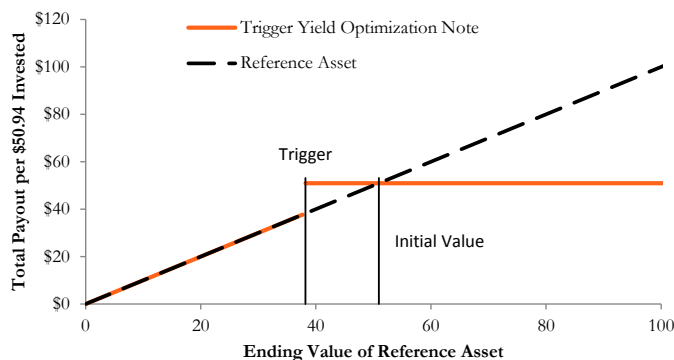 $120
Trigger Yield Optimization Note
Reference Asset
$100
$80
$60
$40
$20
$0
Total Payout per $50.94 Invested
Trigger
Initial Value
0
20
40
60
80
100
Ending Value of Reference Asset